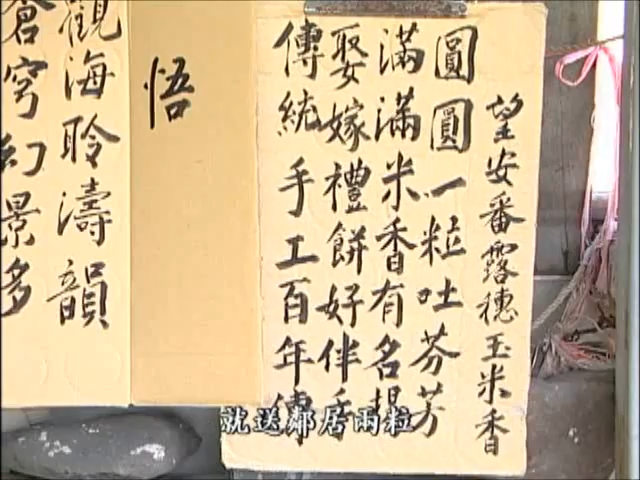 望安番露穗玉米香
圓圓一粒吐芬芳
滿滿米香有名揚
娶嫁禮餅好伴手
傳統手工百年傳
悟
觀海聆濤韻
蒼穹幻景多
就送鄰居兩粒